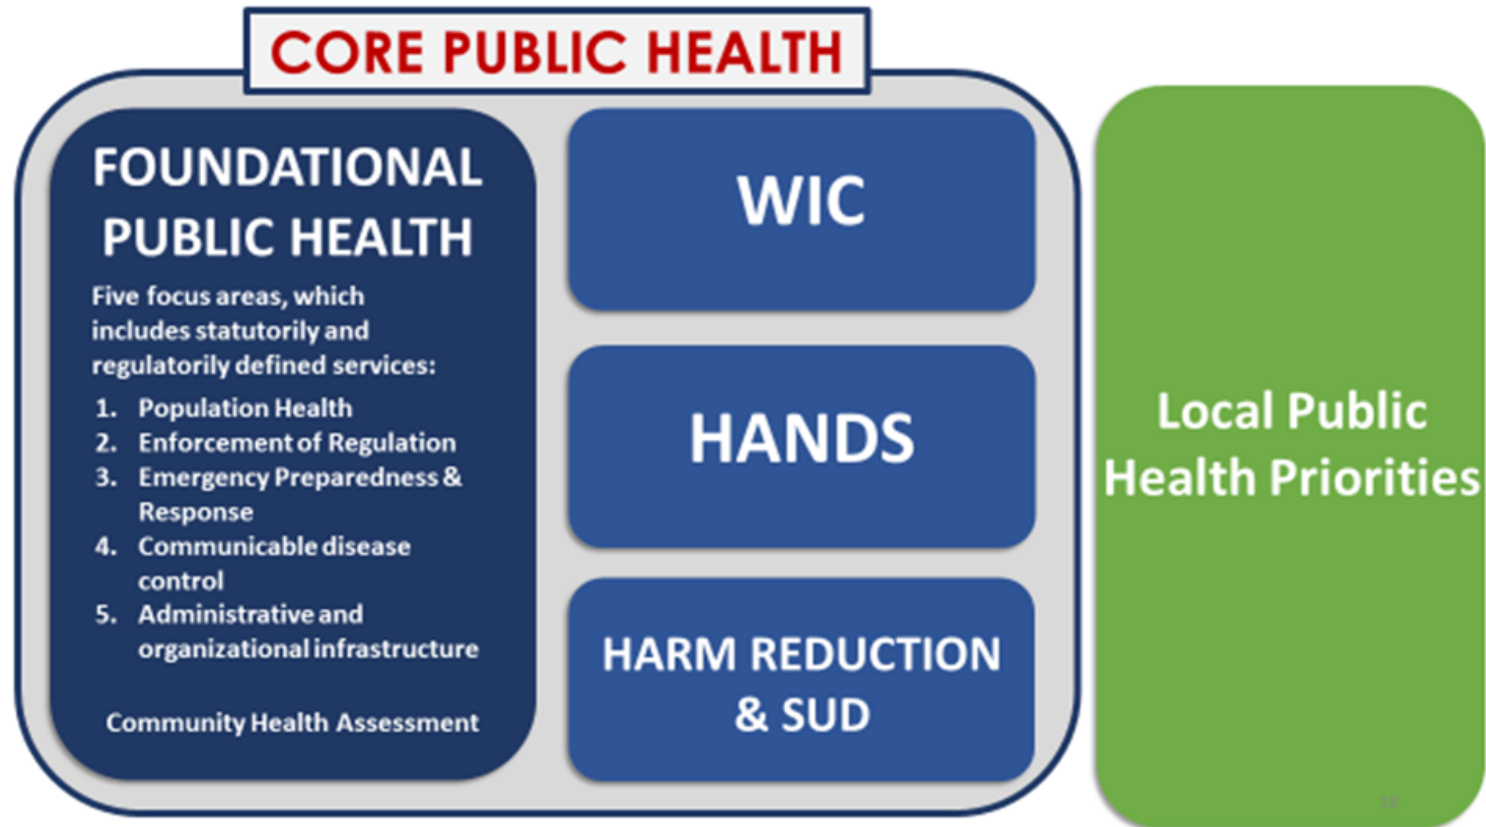 CORE PUBLIC HEALTH
FOUNDATIONAL
PUBLIC HEALTH
Five focus areas, which
includes statutorily and
regulatorily defined services:
1. Population Health
2. Enforcement of Regulation
3. Emergency Preparedness &
Response
4. Communicable disease
control
5. Administrative and
organizational infrastructure
Community Health Assessment
WIC
HANDS
HARM REDUCTION
& SUD
Local Public
Health Priorities